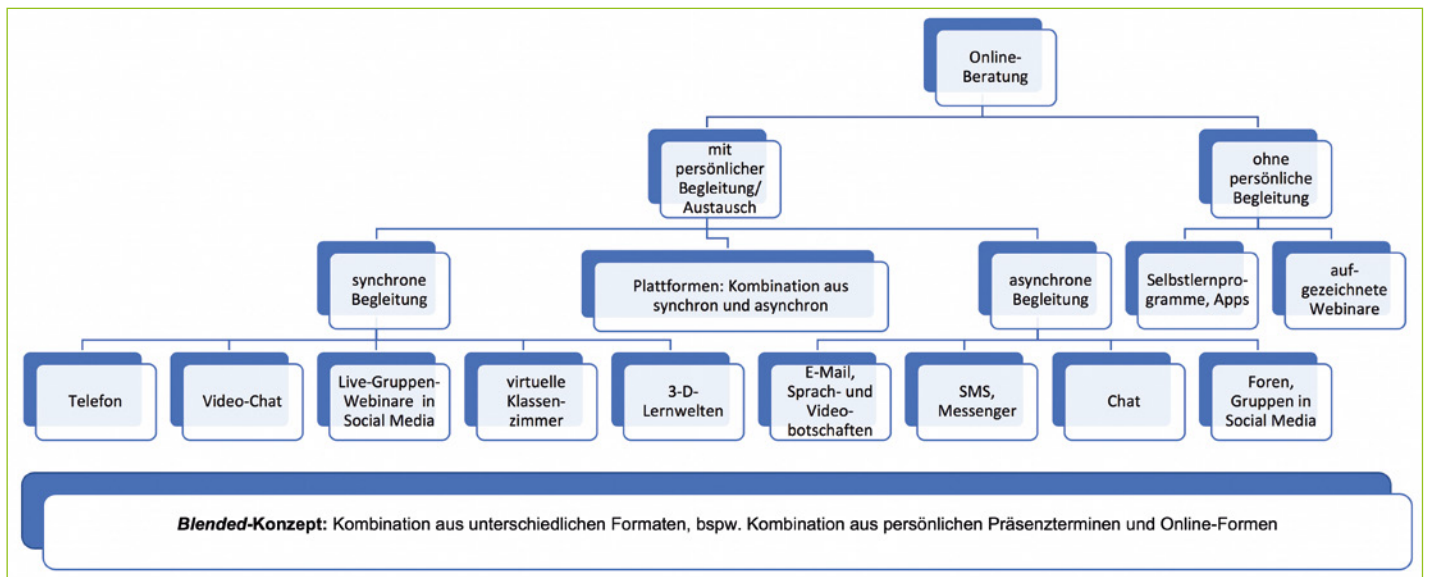 Online-
Beratung
mit
persönlicher
Begleitung/
Austausch
ohne
persönliche
Begleitung
synchrone
Begleitung
Plattformen: Kombination aus
synchron und asynchron
asynchrone
Begleitung
Selbstlernpro-
gramme, Apps
auf-
gezeichnete
Webinare
Telefon
Video-Chat
Live-Gruppen-
Webinare in
Social Media
virtuelle
Klassen-
zimmer
3-D-
Lernwelten
E-Mail,
Sprach- und
Video-
botschaften
SMS,
Messenger
Chat
Foren,
Gruppen in
Social Media
Blended-Konzept: Kombination aus unterschiedlichen Formaten, bspw. Kombination aus persönlichen Präsenzterminen und Online-Formen